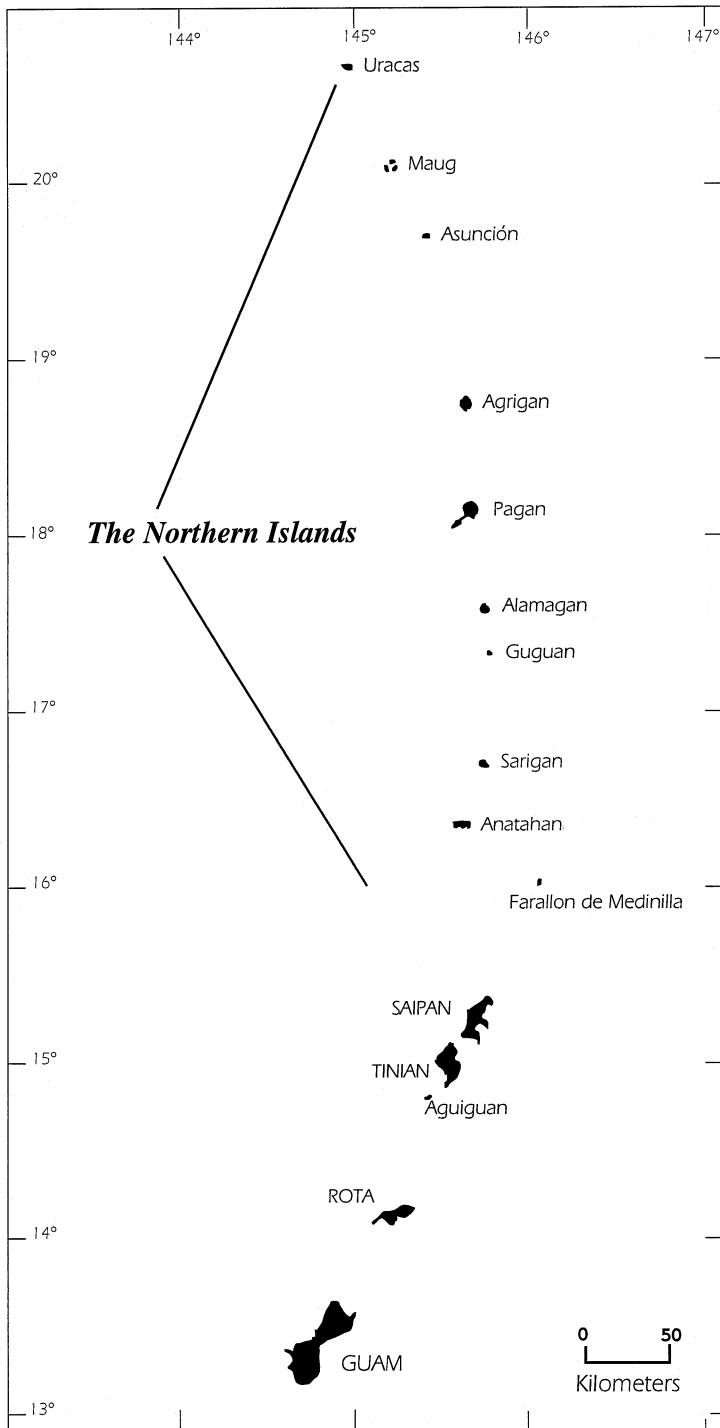 144°
145°
146°
147°
Uracas
Maug
20°
Asunción
19°
Agrigan
Pagan
The Northern Islands
18°
Alamagan
Guguan
17°
Sarigan
Anatahan
16°
Farallon de Medinilla
SAIPAN
15°
TINIAN
Aguiguan
ROTA
14°
0 50
GUAM
Kilometers
13°